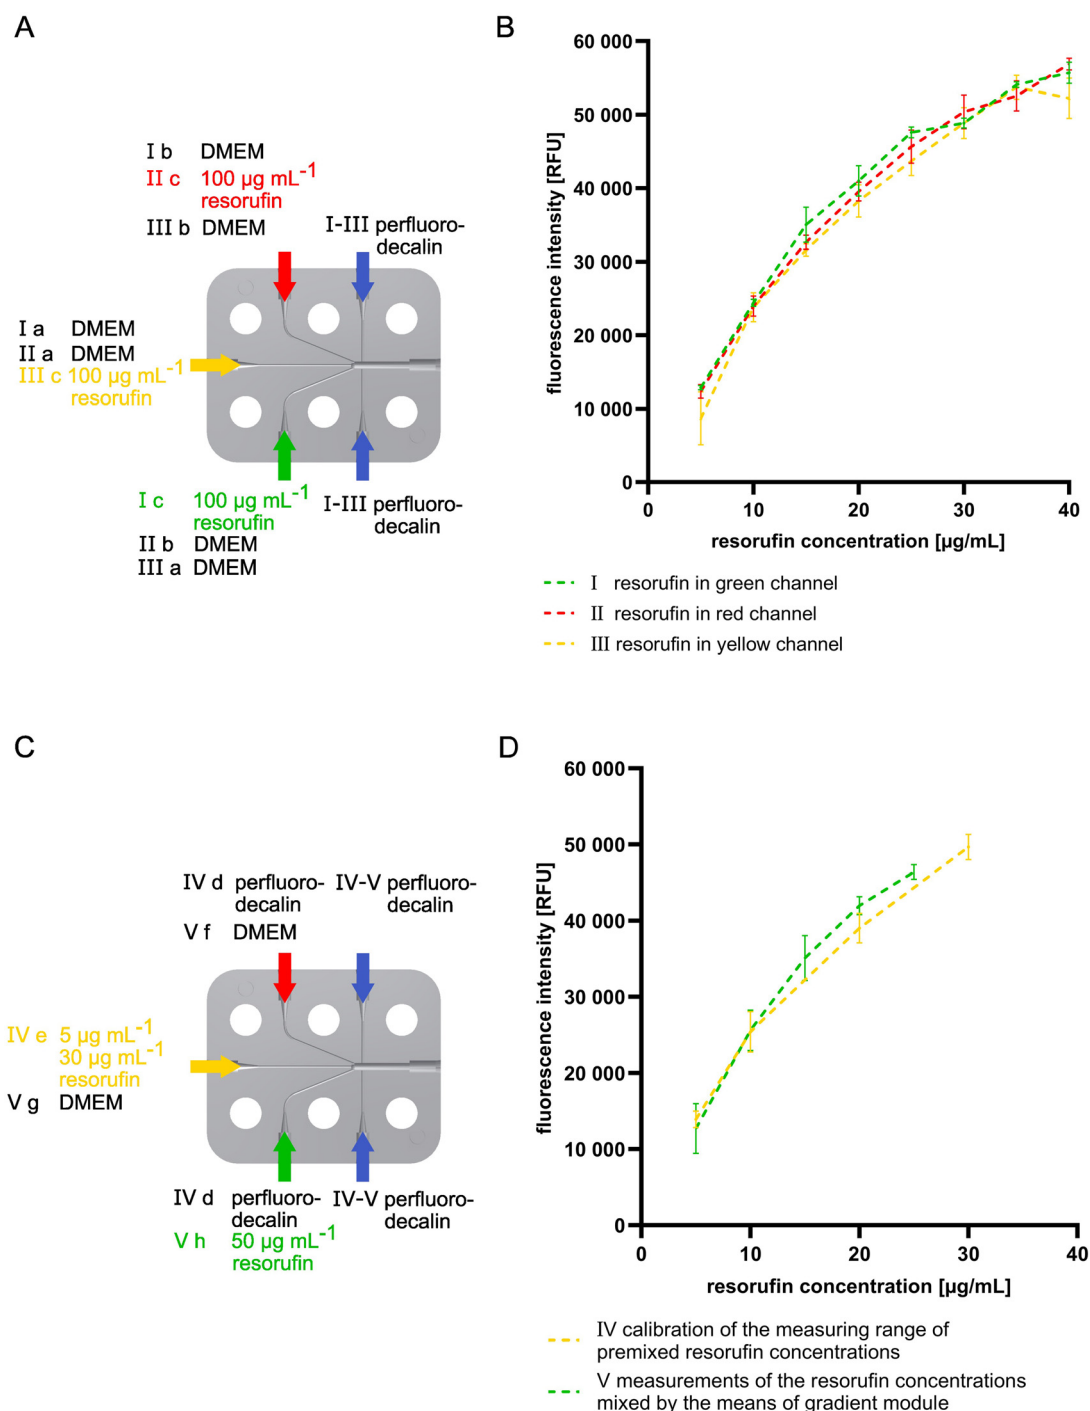 A
I b DMEM
II c 100 µg mL-1
resorufin
III b DMEM
I-III perfluoro-
decalin
I a DMEM
II a DMEM
III c 100 µg mL-1
resorufin
I c 100 µg mL-1
resorufin
II b DMEM
III a DMEM
I-III perfluoro-
decalin
B
60 000
50 000
40 000
30 000
20 000
10 000
0
fluorescence intensity [RFU]
0 10 20 30 40
resorufin concentration [µg/mL]
I resorufin in green channel
II resorufin in red channel
III resorufin in yellow channel
C
IV d perfluoro-
decalin
V f DMEM
IV-V perfluoro-
decalin
IV e 5 µg mL-1
30 µg mL-1
resorufin
V g DMEM
IV d perfluoro-
decalin
V h 50 µg mL-1
resorufin
IV-V perfluoro-
decalin
D
60 000
50 000
40 000
30 000
20 000
10 000
0
fluorescence intensity [RFU]
0 10 20 30 40
resorufin concentration [µg/mL]
IV calibration of the measuring range of
premixed resorufin concentrations
V measurements of the resorufin concentrations
mixed by the means of gradient module